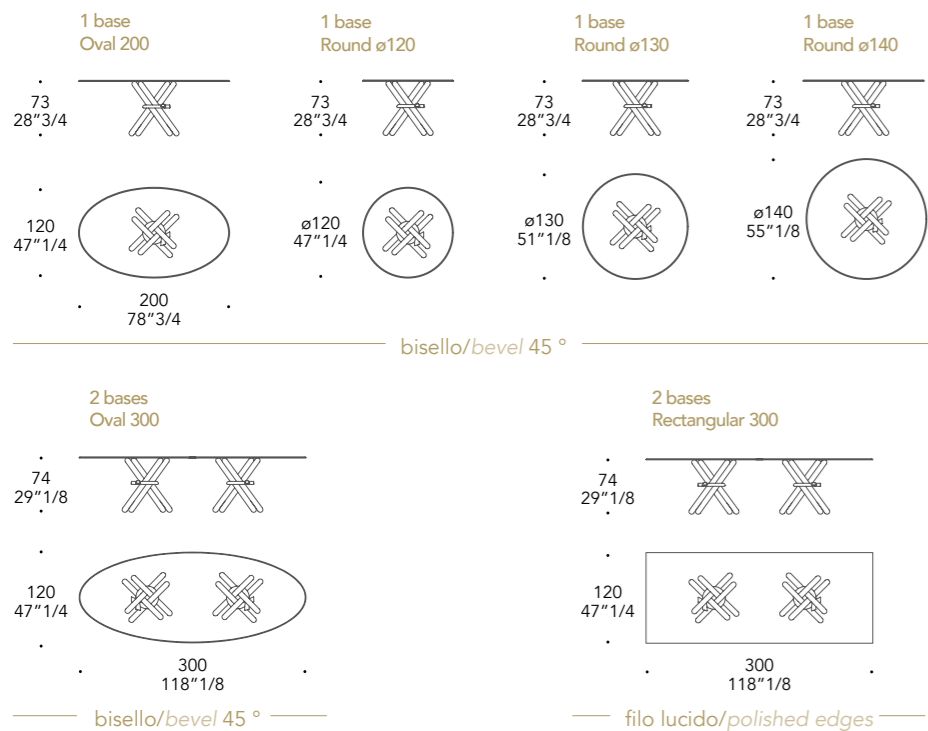 1 base
Oval 200
1 base
Round ø120
1 base
Round ø130
1 base
Round ø140
73
28"3/4
73
28"3/4
73
28"3/4
73
28"3/4
120
47"1/4
ø120
47"1/4
ø130
51"1/8
ø140
55"1/8
200
78"3/4
bisello/bevel 45 °
2 bases
Oval 300
2 bases
Rectangular 300
74
29"1/8
74
29"1/8
120
47"1/4
120
47"1/4
300
118"1/8
300
118"1/8
bisello/bevel 45 °
filo lucido/polished edges